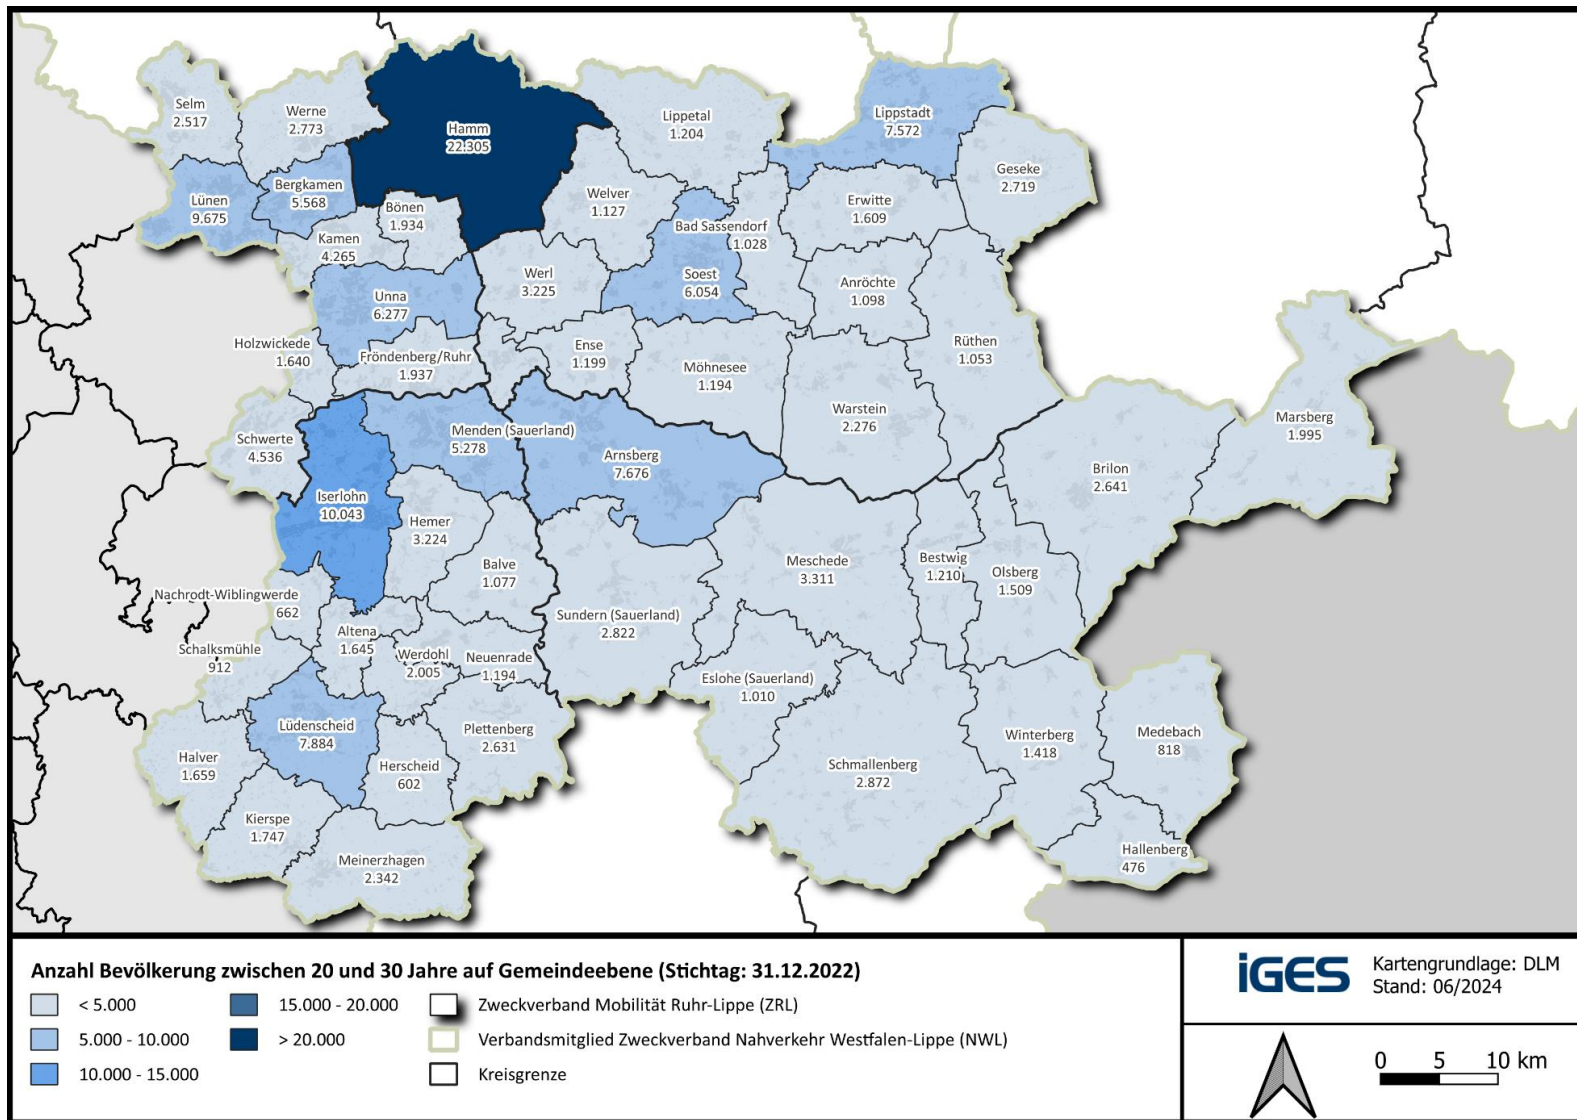 Selm
2.517
Werne
2.773
Hamm
22.305
Lippetal
1.204
Lippstadt
7.572
Geseke
2.719
Lünen
9.675
Bergkamen
5.568
Bönen
1.934
Kamen
4.265
Welver
1.127
Bad Sassendorf
1.028
Erwitte
1.609
Unna
6.277
Werl
3.225
Soest
6.054
Anröchte
1.098
Rüthen
1.053
Holzwickede
1.640
Fröndenberg/Ruhr
1.937
Ense
1.199
Möhnesee
1.194
Warstein
2.276
Marsberg
1.995
Schwerte
4.536
Menden (Sauerland)
5.278
Arnsberg
7.676
Brilon
2.641
Iserlohn
10.043
Hemer
3.224
Balve
1.077
Meschede
3.311
Bestwig
1.210
Olsberg
1.509
Nachrodt-Wiblingwerde
662
Altena
1.645
Sundern (Sauerland)
2.822
Schalksmühle
912
Werdohl
2.005
Neuenrade
1.194
Eslohe (Sauerland)
1.010
Lüdenscheid
7.884
Plettenberg
2.631
Halver
1.659
Herscheid
602
Schmallenberg
2.872
Winterberg
1.418
Medebach
818
Kierspe
1.747
Meinerzhagen
2.342
Hallenberg
476
Anzahl Bevölkerung zwischen 20 und 30 Jahre auf Gemeindeebene (Stichtag: 31.12.2022)
< 5.000
5.000 - 10.000
10.000 - 15.000
15.000 - 20.000
> 20.000
Zweckverband Mobilität Ruhr-Lippe (ZRL)
Verbandsmitglied Zweckverband Nahverkehr Westfalen-Lippe (NWL)
Kreisgrenze
iGES
Kartengrundlage: DLM
Stand: 06/2024
0 5 10 km